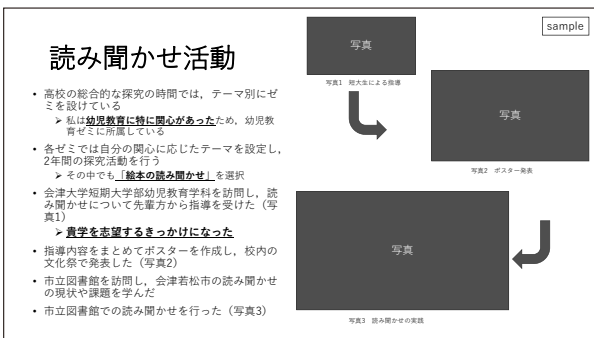 sample
読み聞かせ活動
• 高校の総合的な探究の時間では，テーマ別にゼ
ミを設けている
➢ 私は幼児教育に特に関心があったため，幼児教
育ゼミに所属している
• 各ゼミでは自分の関心に応じたテーマを設定し，
2年間の探究活動を行う
➢ その中でも「絵本の読み聞かせ」を選択
• 会津大学短期大学部幼児教育学科を訪問し，読
み聞かせについて先輩方から指導を受けた（写
真1）
➢ 貴学を志望するきっかけになった
• 指導内容をまとめてポスターを作成し，校内の
文化祭で発表した（写真2）
• 市立図書館を訪問し，会津若松市の読み聞かせ
の現状や課題を学んだ
• 市立図書館での読み聞かせを行った（写真3）
写真
写真1　短大生による指導
写真
写真2　ポスター発表
写真
写真3　読み聞かせの実践